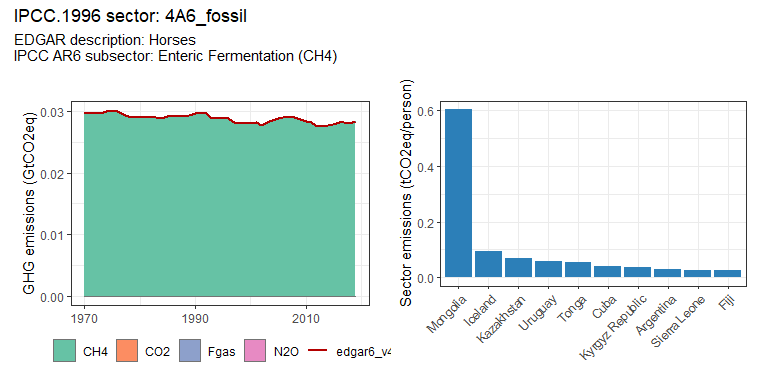 IPCC.1996 sector: 4A6_fossil
EDGAR description: Horses
IPCC AR6 subsector: Enteric Fermentation (CH4)
GHG emissions (GtCO2eq)
0.03
0.02
0.01
0.00
1970
1990
2010
CH4
CO2
Fgas
N2O
edgar6_v4
Sector emissions (tCO2eq/person)
0.6
0.4
0.2
0.0
Mongolia
Iceland
Kazakhstan
Uruguay
Tonga
Cuba
Kyrgyz Republic
Argentina
Sierra Leone
Fiji